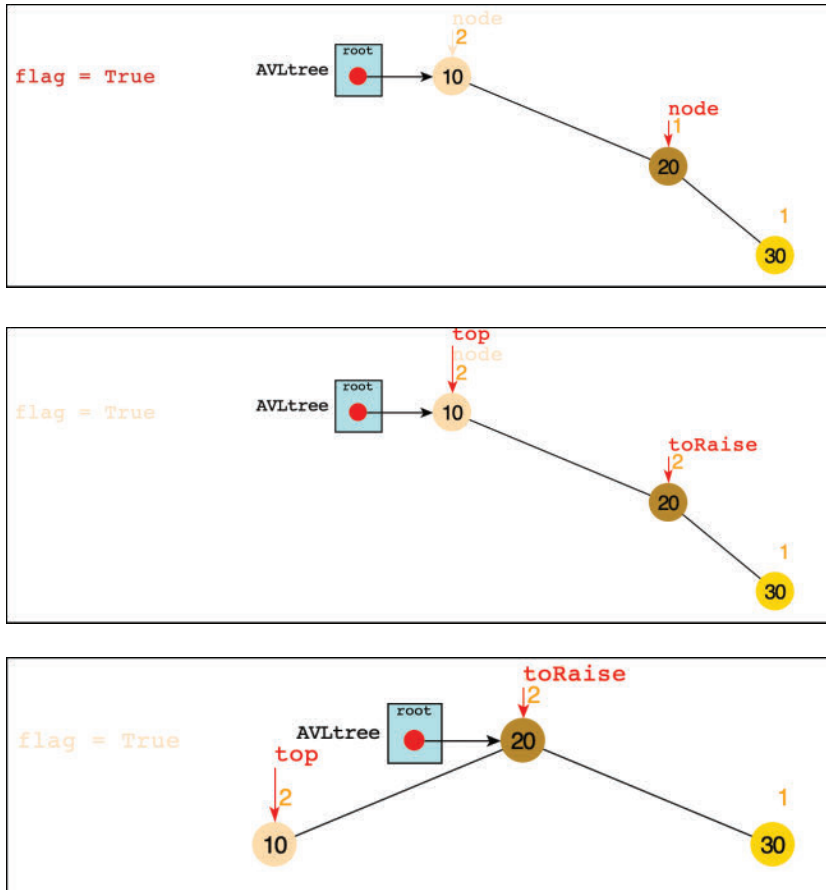 node
2
root
AVLtree
10
flag = True
node
1
20
1
30
top
node
2
root
AVLtree
10
flag = True
toRaise
2
20
1
30
toRaise
2
root
AVLtree
20
flag = True
top
2
1
10
30